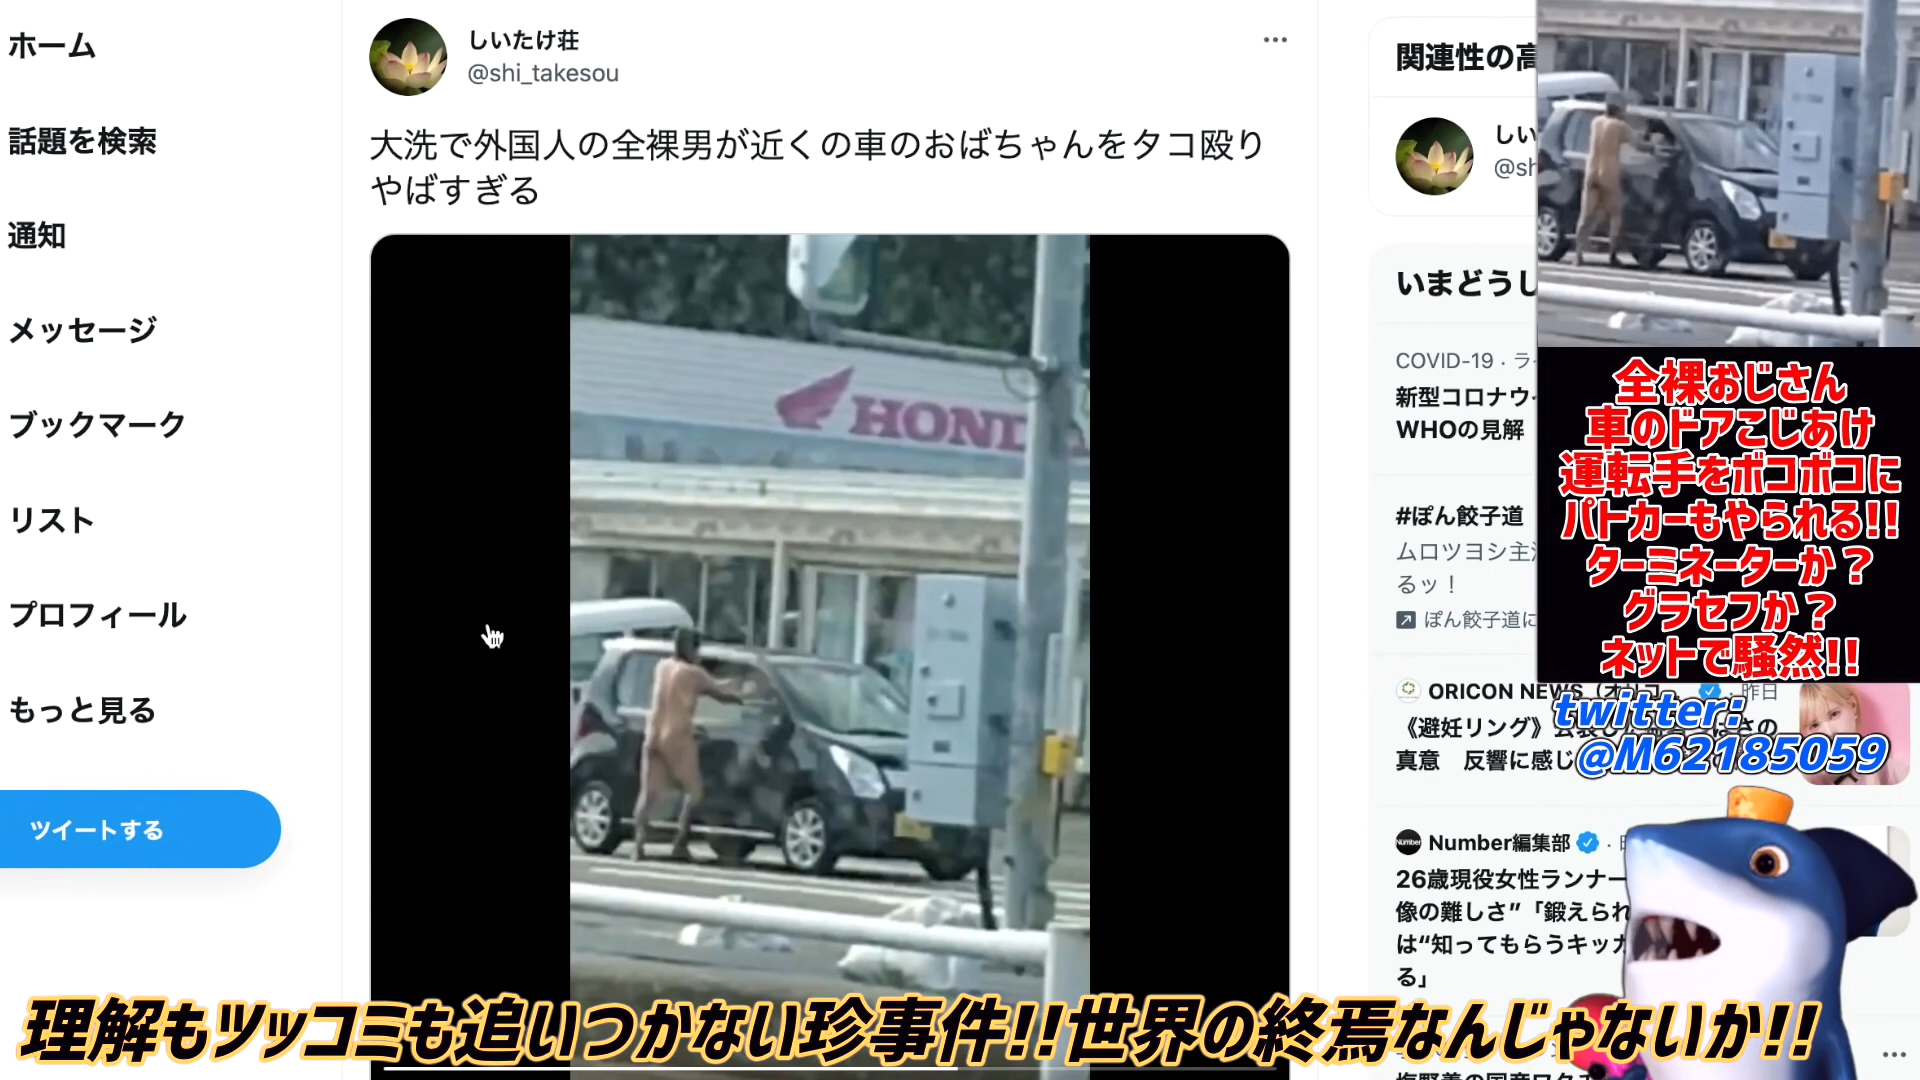 ホーム
話題を検索
通知
メッセージ
ブックマーク
リスト
プロフィール
もっと見る
ツイートする
しいたけ荘
@shi_takesou
大洗で外国人の全裸男が近くの車のおばちゃんをタコ殴り
やばすぎる
HOND
関連性の高
しい
@sh
いまどうし
COVID-19 · ラ
新型コロナウ
WHOの見解
#ぽん餃子道
ムロツヨシ主
るッ！
ぽん餃子道に
ORICON NEWS（オリコ… · 昨日
《避妊リング》
真意　反響に感じ
Number
Number編集部 ·
26歳現役女性ランナー
像の難しさ”「鍛えられ
は“知ってもらうキッカ
る」
全裸おじさん
車のドアこじあけ
運転手をボコボコに
パトカーもやられる!!
ターミネーターか？
グラセフか？
ネットで騒然!!
twitter:
@M62185059
理解もツッコミも追いつかない珍事件!!世界の終焉なんじゃないか!!